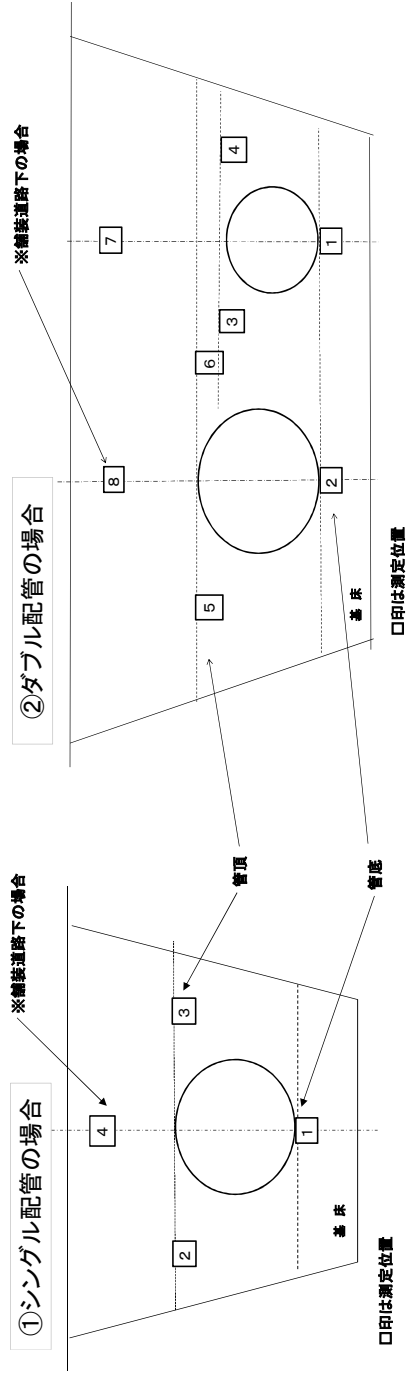 ①シングル配管の場合
※舗装道路下の場合
4
2
3
1
基 床
□印は測定位置
管頂
管底
②ダブル配管の場合
※舗装道路下の場合
8
7
5
6
3
4
2
1
基 床
□印は測定位置